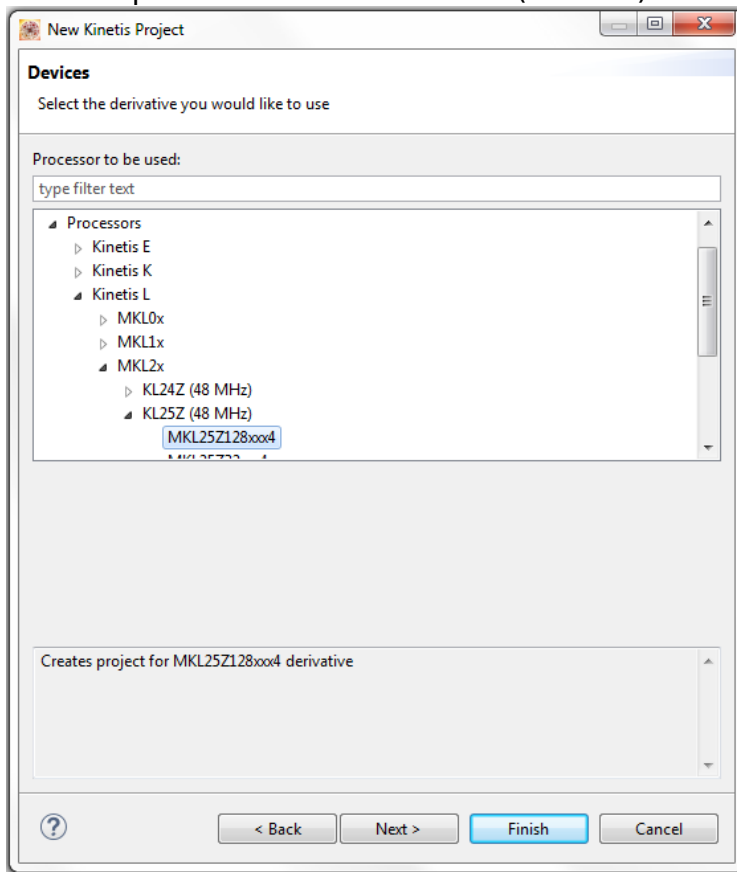 New Kinetis Project
Devices
Select the derivative you would like to use
Processor to be used:
type filter text
Processors
Kinetis E
Kinetis K
Kinetis L
MKL0x
MKL1x
MKL2x
KL24Z (48 MHz)
KL25Z (48 MHz)
MKL25Z128xxx4
Creates project for MKL25Z128xxx4 derivative
< Back Next > Finish Cancel